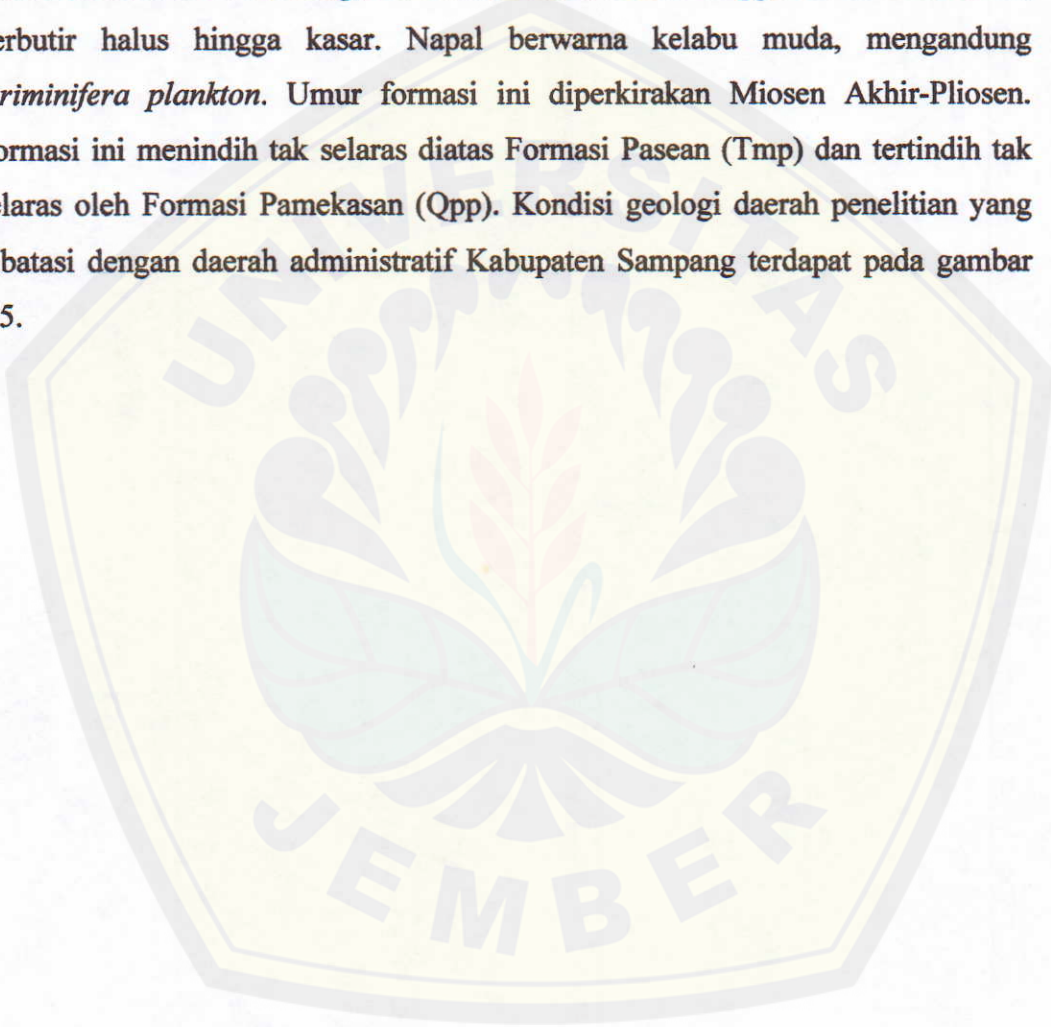 erbutir halus hingga kasar. Napal berwarna kelabu muda, mengandung
riminifera plankton. Umur formasi ini diperkirakan Miosen Akhir-Pliosen.
ormasi ini menindih tak selaras diatas Formasi Pasean (Tmp) dan tertindih tak
elaras oleh Formasi Pamekasan (Qpp). Kondisi geologi daerah penelitian yang
batasi dengan daerah administratif Kabupaten Sampang terdapat pada gambar
5.
UNIVERSITAS
JEMBER